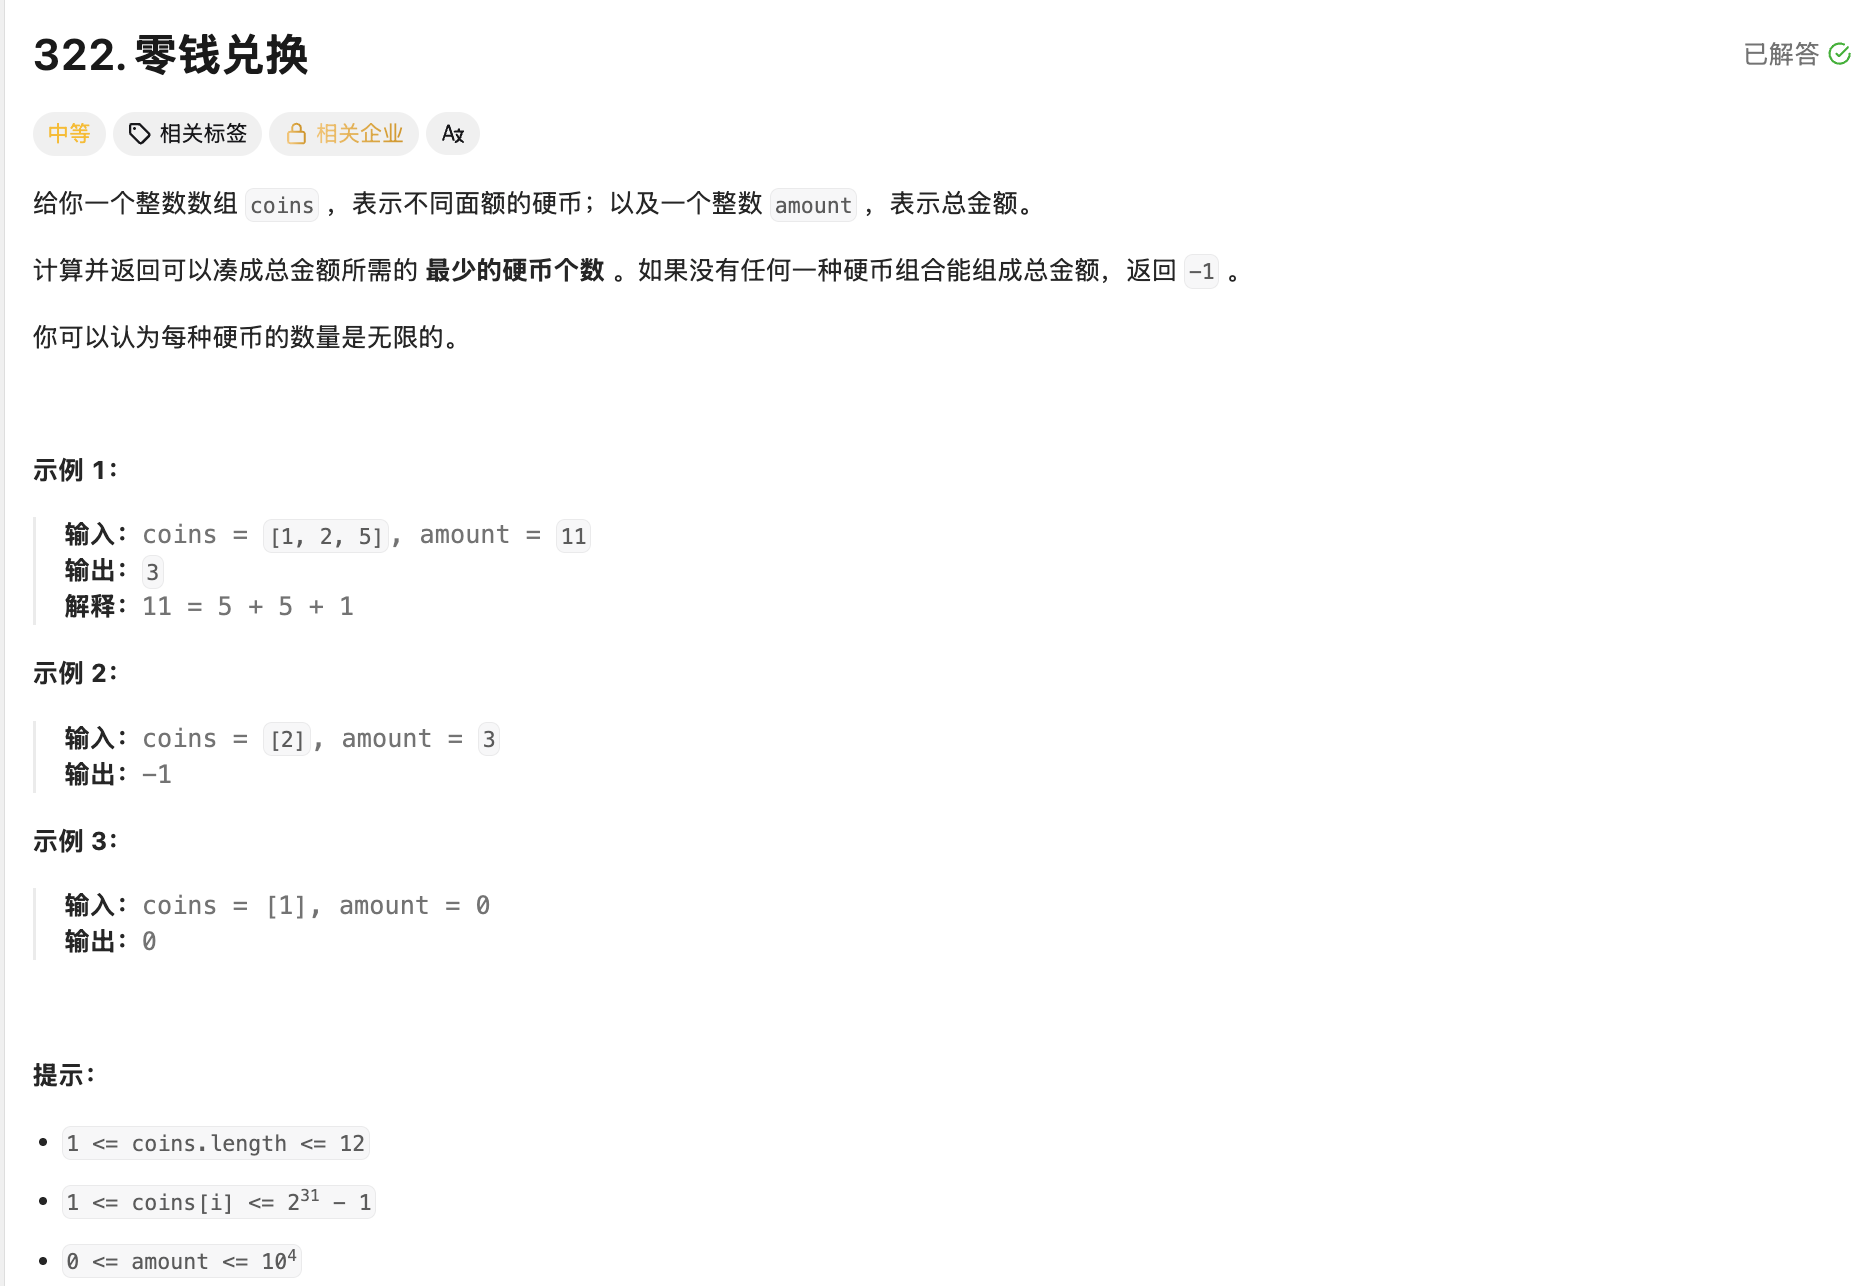 322. 零钱兑换
已解答
中等 相关标签 相关企业
给你一个整数数组 coins ，表示不同面额的硬币；以及一个整数 amount ，表示总金额。
计算并返回可以凑成总金额所需的 最少的硬币个数 。如果没有任何一种硬币组合能组成总金额，返回 -1 。
你可以认为每种硬币的数量是无限的。
示例 1：
输入：coins = [1, 2, 5], amount = 11
输出：3
解释：11 = 5 + 5 + 1
示例 2：
输入：coins = [2], amount = 3
输出：-1
示例 3：
输入：coins = [1], amount = 0
输出：0
提示：
• 1 <= coins.length <= 12
• 1 <= coins[i] <= 2³¹ - 1
• 0 <= amount <= 10⁴